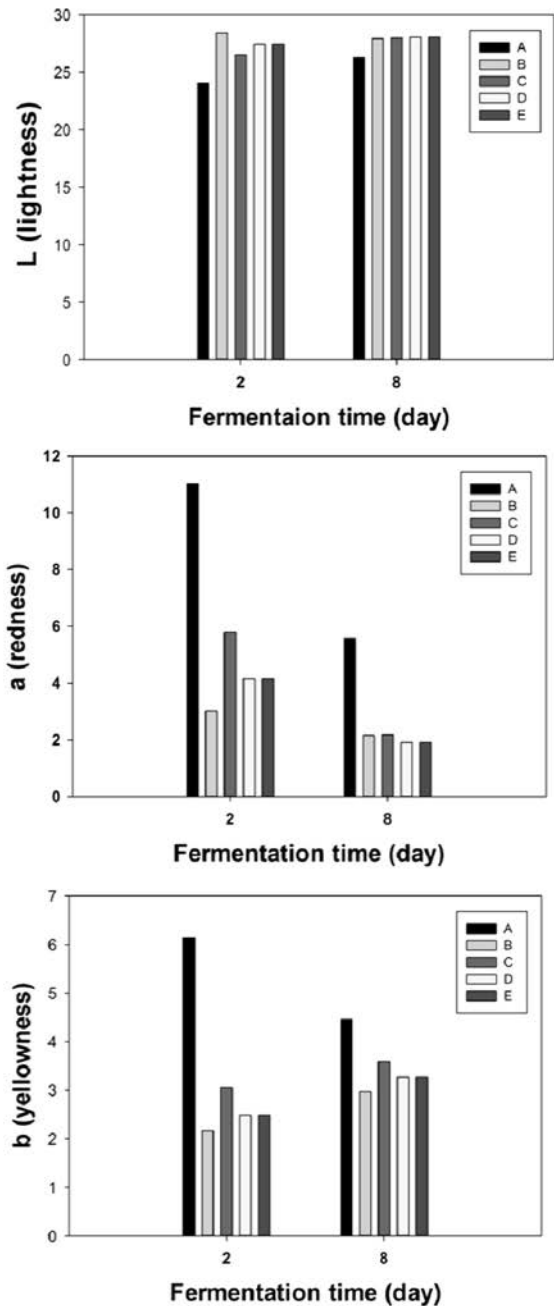 30
25
20
15
10
5
0
L (lightness)
A
B
C
D
E
2 8
Fermentaion time (day)
12
10
8
6
4
2
0
a (redness)
A
B
C
D
E
2 8
Fermentation time (day)
7
6
5
4
3
2
1
0
b (yellowness)
A
B
C
D
E
2 8
Fermentation time (day)